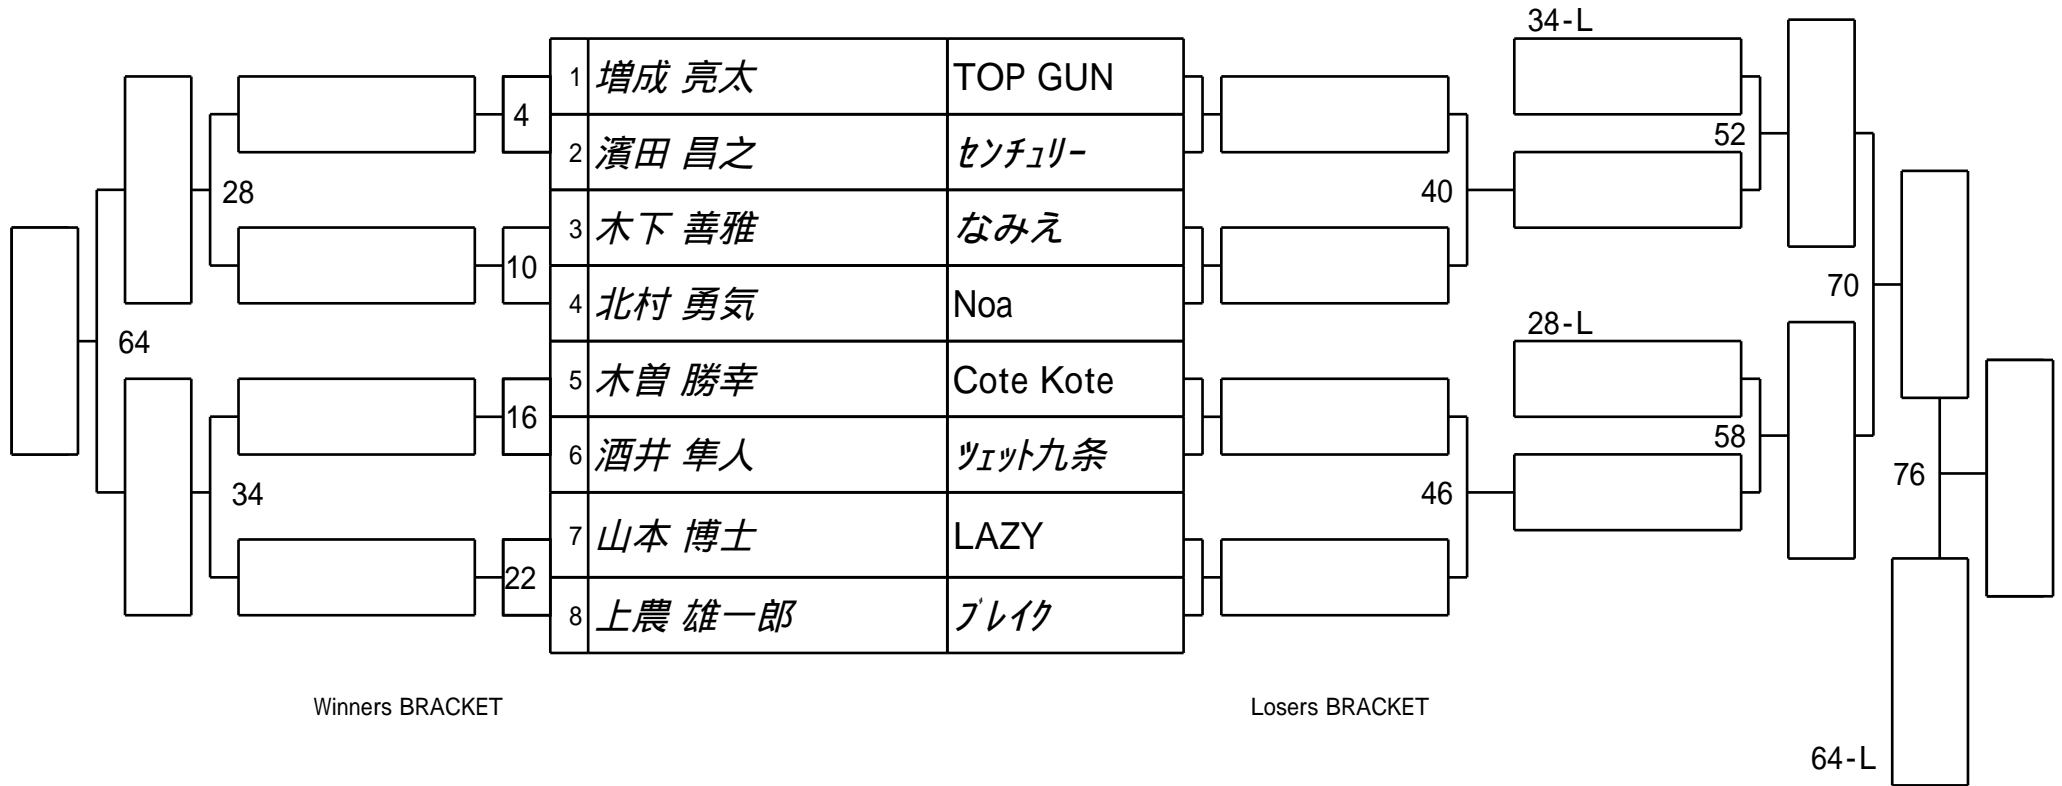 34-L
1 増成 亮太 TOP GUN
4
2 濱田 昌之 センチュリー
52
28
40
3 木下 善雅 なみえ
10
4 北村 勇気 Noa
70
28-L
64
5 木曽 勝幸 Cote Kote
16
6 酒井 隼人 ツェット九条
58
34
46
76
7 山本 博士 LAZY
22
8 上農 雄一郎 ブレイク
Winners BRACKET
Losers BRACKET
64-L